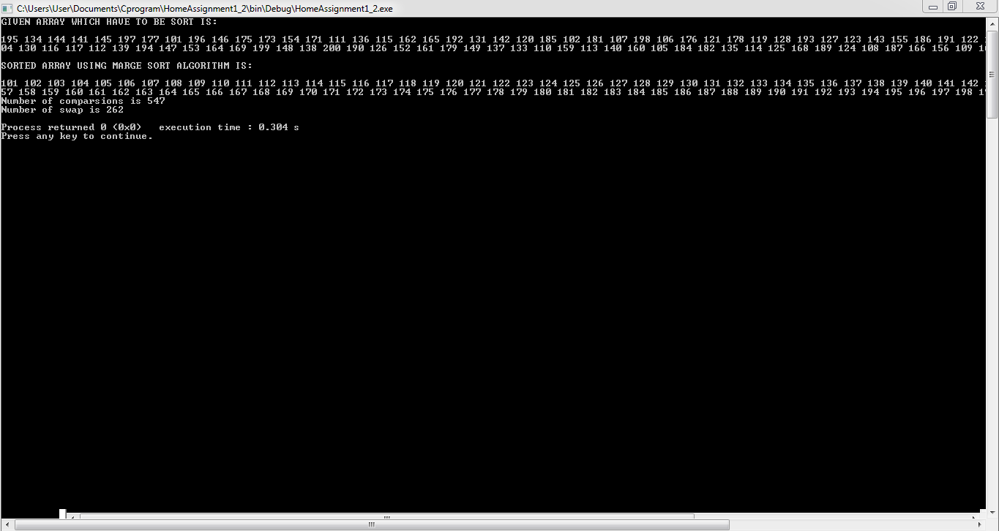 C:\Users\User\Documents\Cprogram\HomeAssignment1_2\bin\Debug\HomeAssignment1_2.exe
GIVEN ARRAY WHICH HAVE TO BE SORT IS:
195 134 144 141 145 197 177 101 196 146 175 173 154 171 111 136 115 162 165 192 131 142 120 185 102 181 107 198 106 176 121 178 119 128 193 127 123 143 155 186 191 122
04 130 116 117 112 139 194 147 153 164 169 199 148 138 200 190 126 152 161 179 149 137 133 110 159 113 140 160 105 184 182 135 114 125 168 189 124 108 187 166 156 109
SORTED ARRAY USING MARGE SORT ALGORITHM IS:
101 102 103 104 105 106 107 108 109 110 111 112 113 114 115 116 117 118 119 120 121 122 123 124 125 126 127 128 129 130 131 132 133 134 135 136 137 138 139 140 141 142
57 158 159 160 161 162 163 164 165 166 167 168 169 170 171 172 173 174 175 176 177 178 179 180 181 182 183 184 185 186 187 188 189 190 191 192 193 194 195 196 197 198
Number of comparsions is 547
Number of swap is 262
Process returned 0 (0x0)   execution time : 0.304 s
Press any key to continue.